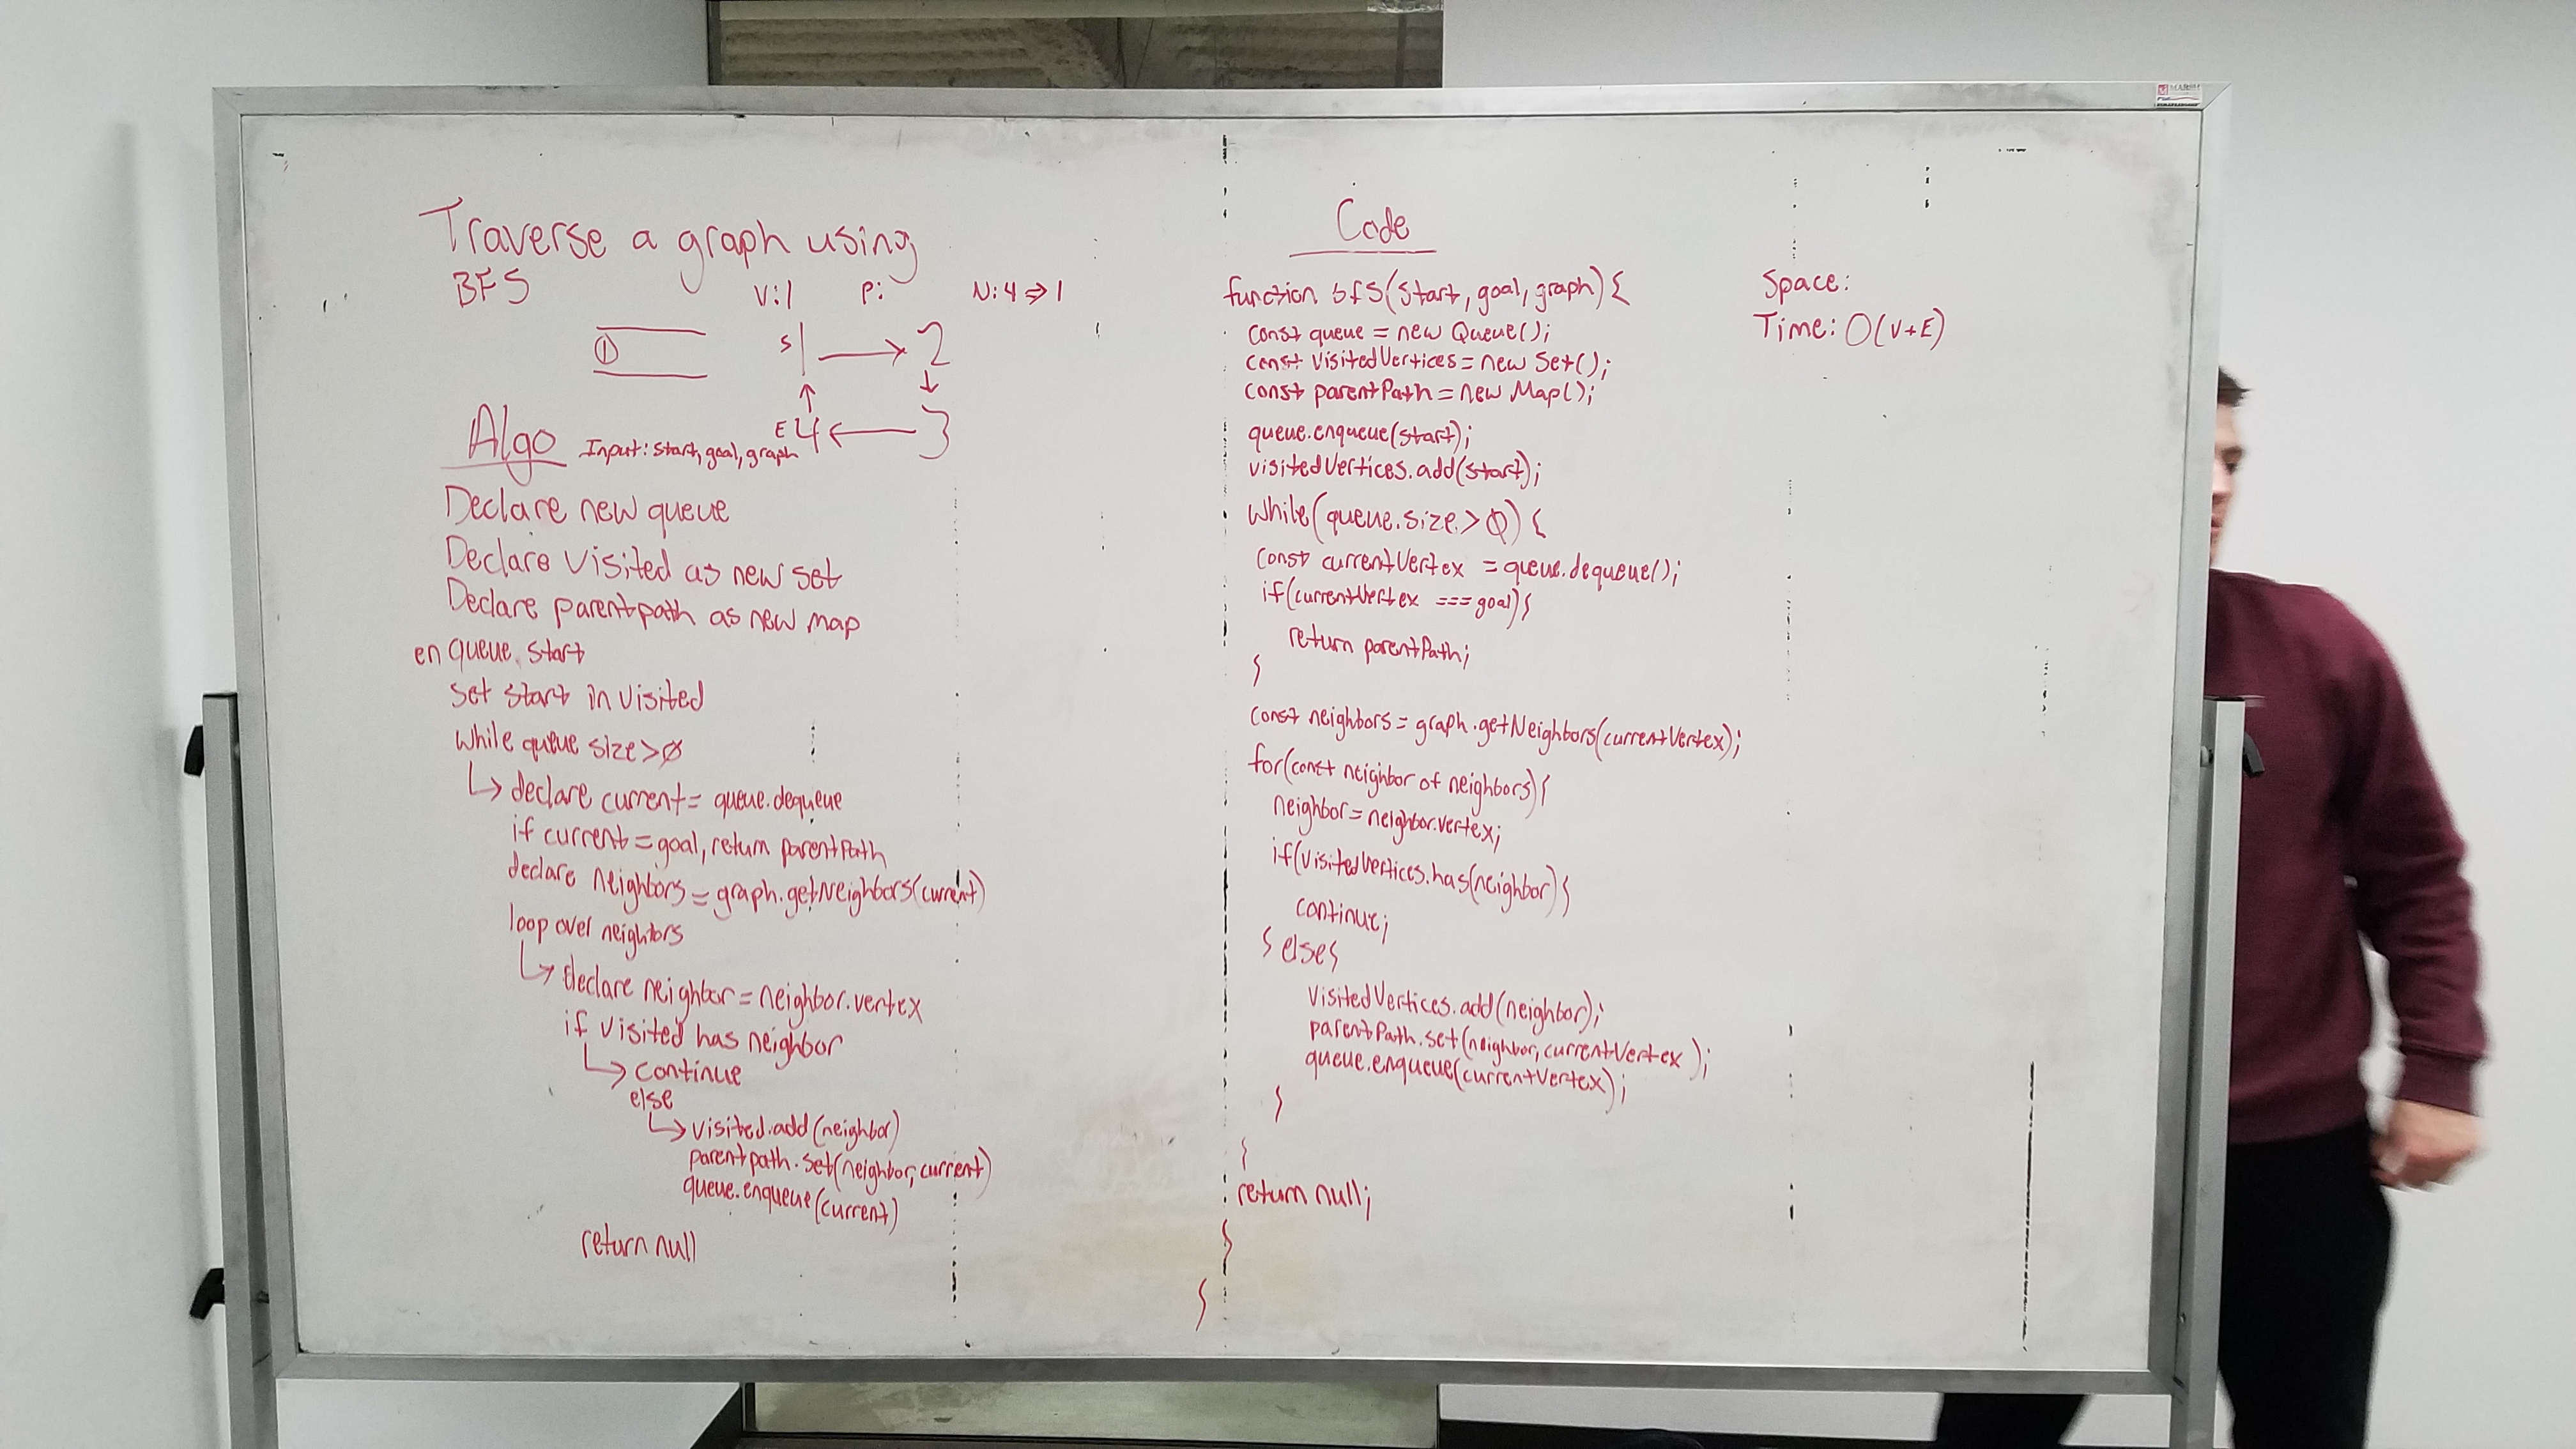 Traverse a graph using
BFS
V:1 P: N:4⇒1
① S1 → 2
↑ ↓
E4 ← 3
Algo Input: start, goal, graph
Declare new queue
Declare visited as new set
Declare parentpath as new map
enqueue start
set start in visited
while queue size>0
↳ declare current= queue.dequeue
if current=goal, return parentPath
declare neighbors = graph.getNeighbors(current)
loop over neighbors
↳ declare neighbor = neighbor.vertex
if visited has neighbor
↳ continue
else
↳ visited.add(neighbor)
parentpath.set(neighbor, current)
queue.enqueue(current)
return null
Code
function bfs(start, goal, graph){
const queue = new Queue();
const visitedVertices = new Set();
const parentPath = new Map();
queue.enqueue(start);
visitedVertices.add(start);
while(queue.size > 0) {
const currentVertex = queue.dequeue();
if(currentVertex === goal){
return parentPath;
}
const neighbors = graph.getNeighbors(currentVertex);
for(const neighbor of neighbors){
neighbor = neighbor.vertex;
if(visitedVertices.has(neighbor){
continue;
} else{
visitedVertices.add(neighbor);
parentPath.set(neighbor, currentVertex );
queue.enqueue(currentVertex);
}
}
return null;
}
}
Space:
Time: O(V+E)